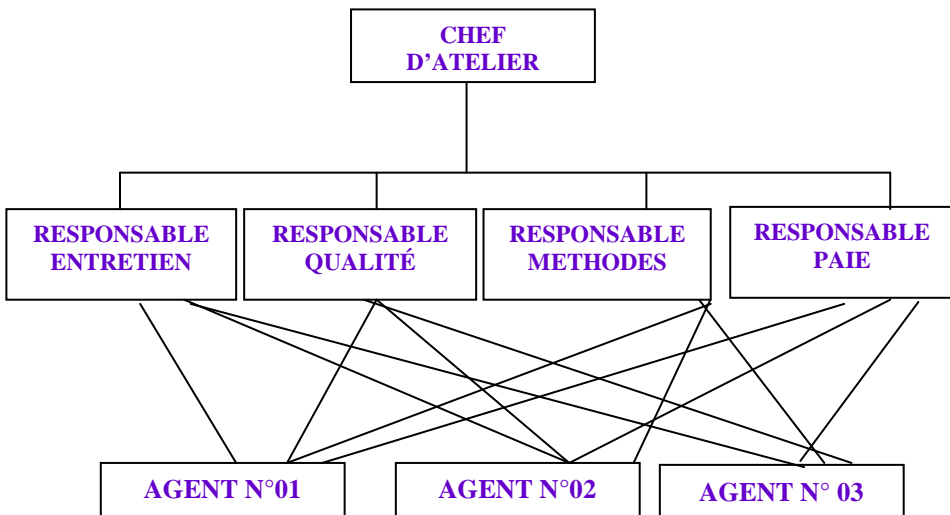 CHEF
D’ATELIER
RESPONSABLE
ENTRETIEN
RESPONSABLE
QUALITÉ
RESPONSABLE
METHODES
RESPONSABLE
PAIE
AGENT N°01
AGENT N°02
AGENT N° 03